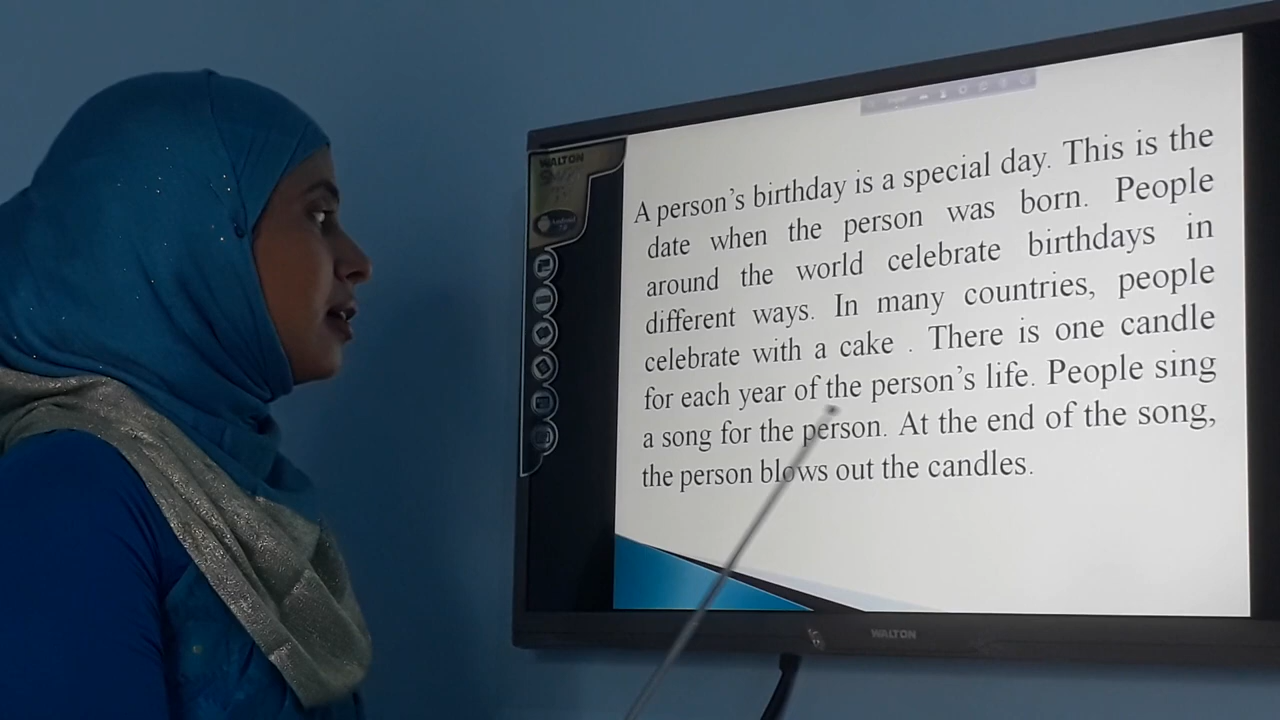 WALTON
A person's birthday is a special day. This is the
date when the person was born. People
around the world celebrate birthdays in
different ways. In many countries, people
celebrate with a cake . There is one candle
for each year of the person's life. People sing
a song for the person. At the end of the song,
the person blows out the candles.
WALTON